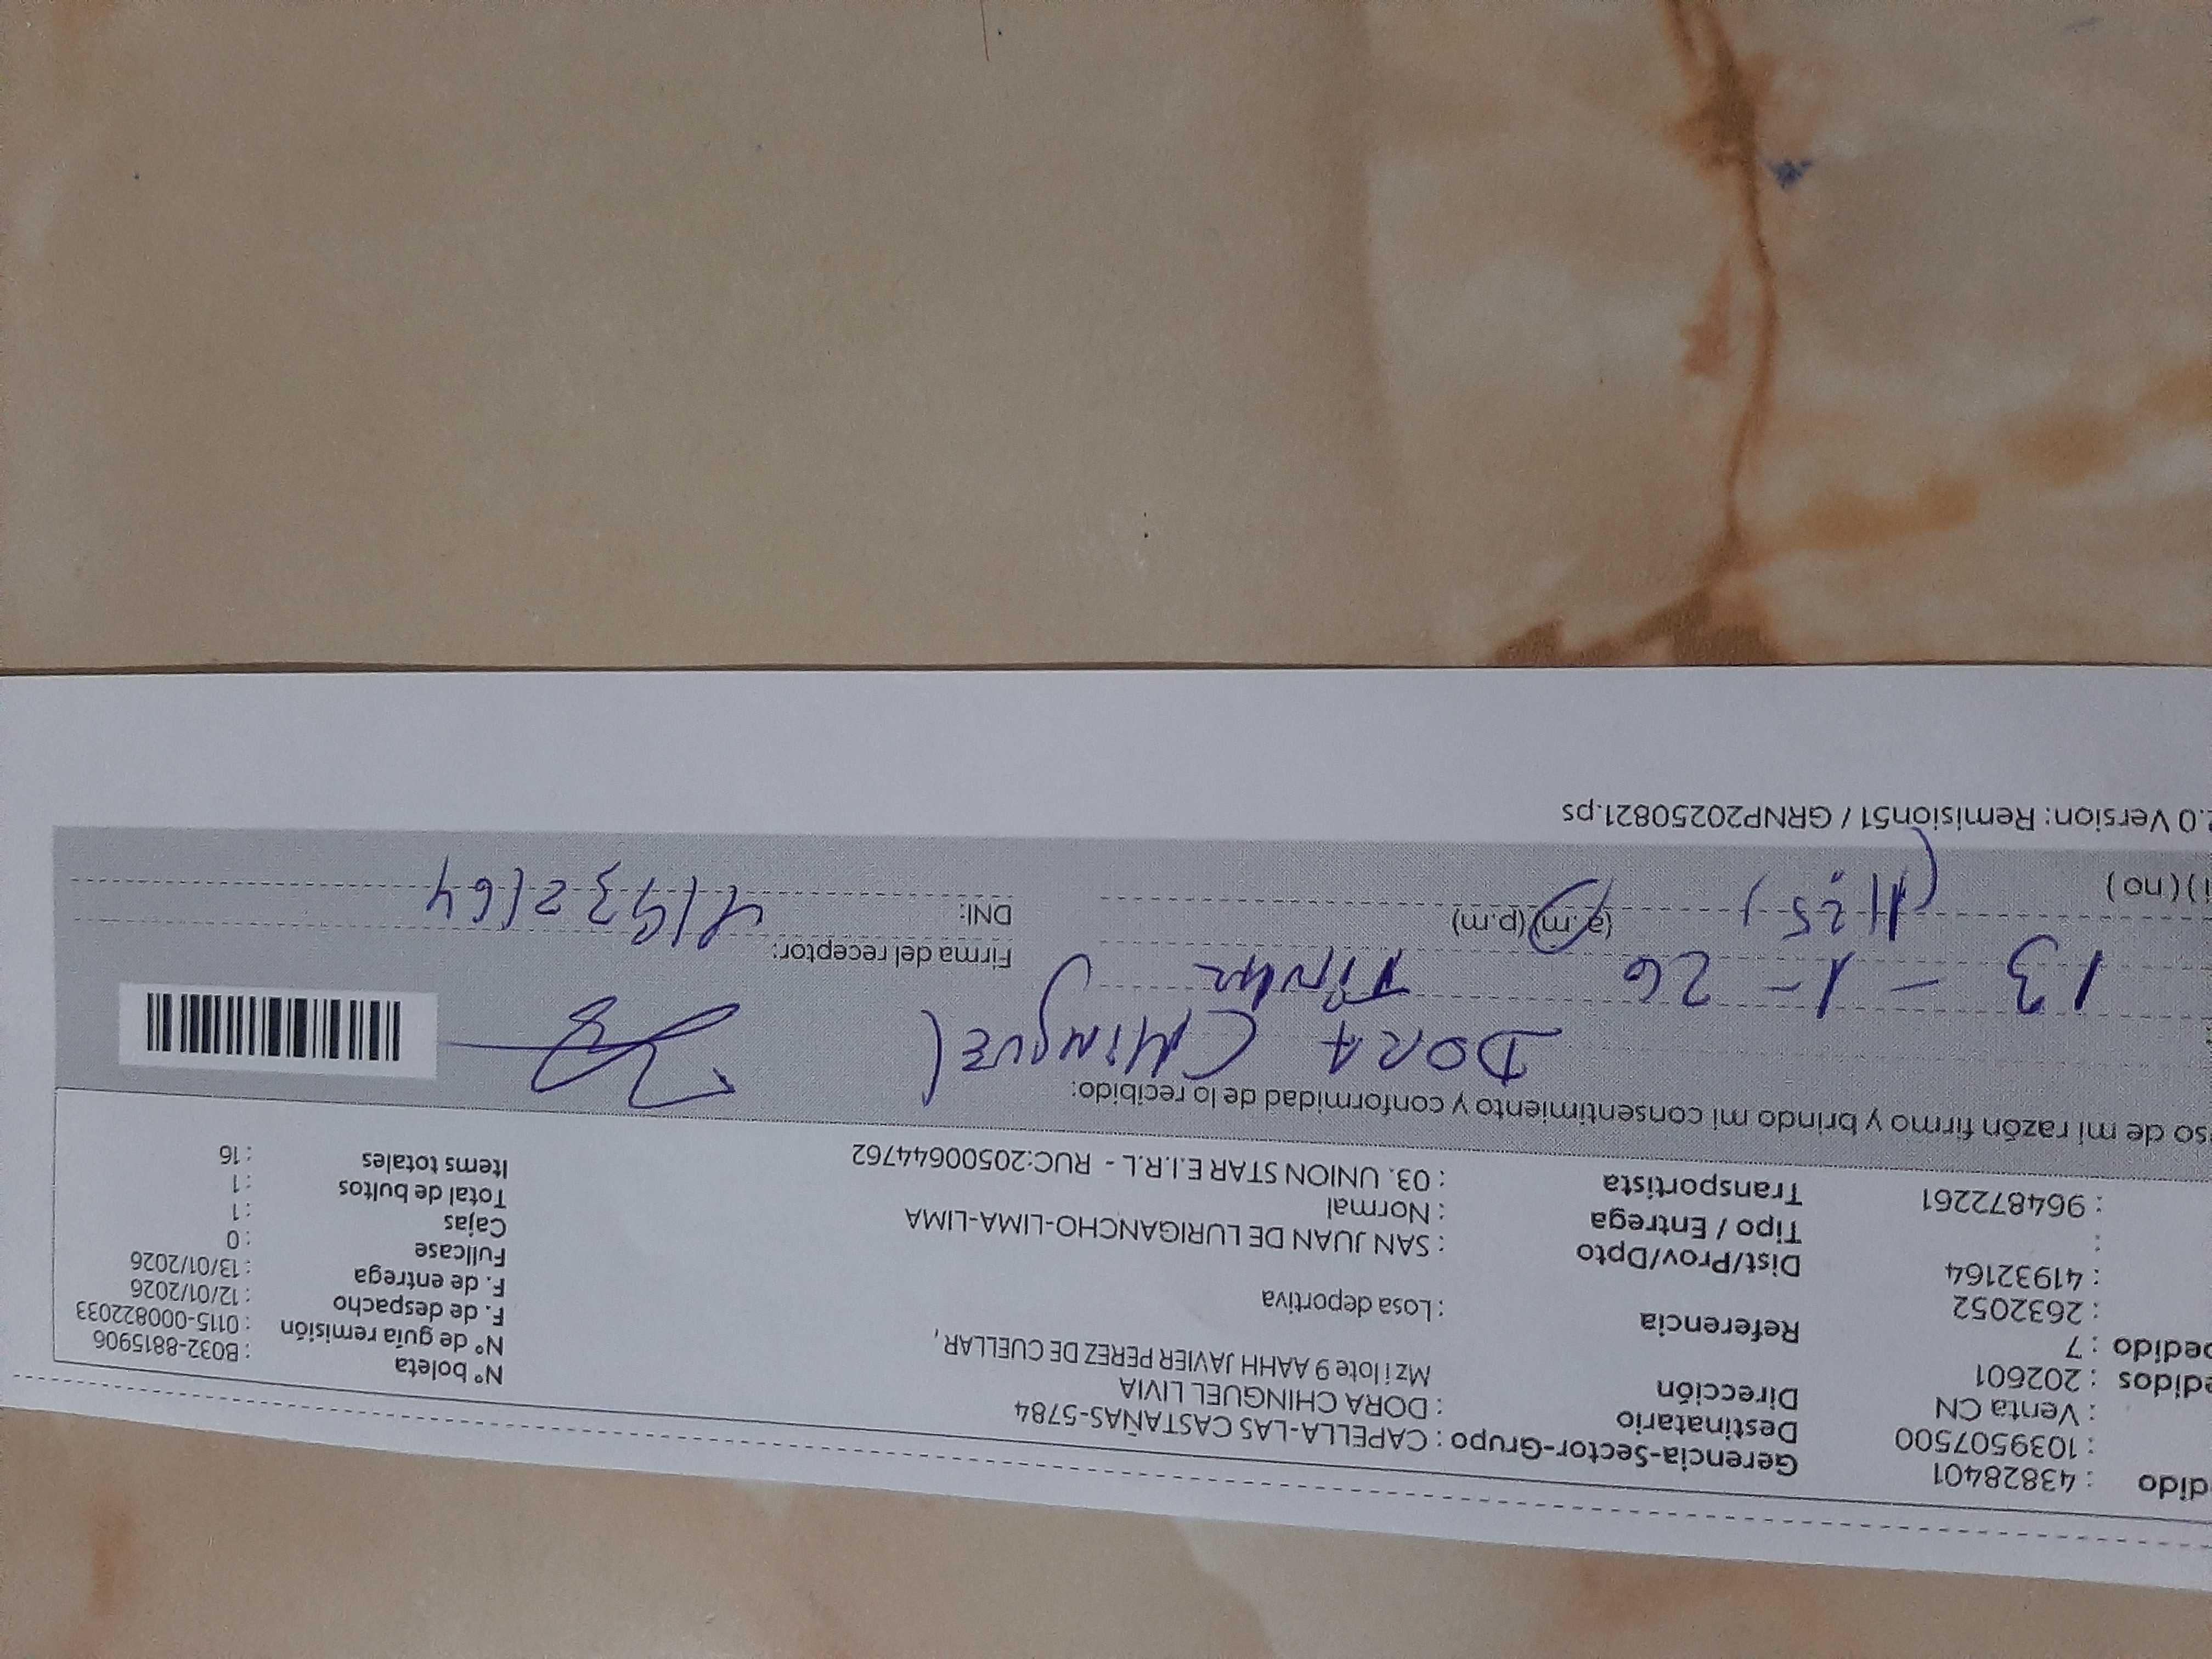 dido : 43828401 Gerencia-Sector-Grupo : CAPELLA-LAS CASTAÑAS-5784
: 1039507500 Destinatario : DORA CHINGUEL LIVIA
: Venta CN Dirección Mz i lote 9 AAHH JAVIER PEREZ DE CUELLAR,
edidos : 202601
pedido : 7 Referencia : Losa deportiva
: 2632052
: 41932164 Dist/Prov/Dpto : SAN JUAN DE LURIGANCHO-LIMA-LIMA
: Tipo / Entrega : Normal
: 964872261 Transportista : 03. UNION STAR E.I.R.L - RUC:20500644762
N° boleta : B032-8815906
N° de guía remisión : 0115-000822033
F. de despacho : 12/01/2026
F. de entrega : 13/01/2026
Fullcase : 0
Cajas : 1
Total de bultos : 1
Items totales : 16
so de mi razón firmo y brindo mi consentimiento y conformidad de lo recibido:
DORA CHINGUEL
13 - 1 - 26
Firma del receptor:
(11:25) (a.m) (p.m)
DNI: 41932164
i) (no)
2.0 Version: Remision51 / GRNP20250821.ps